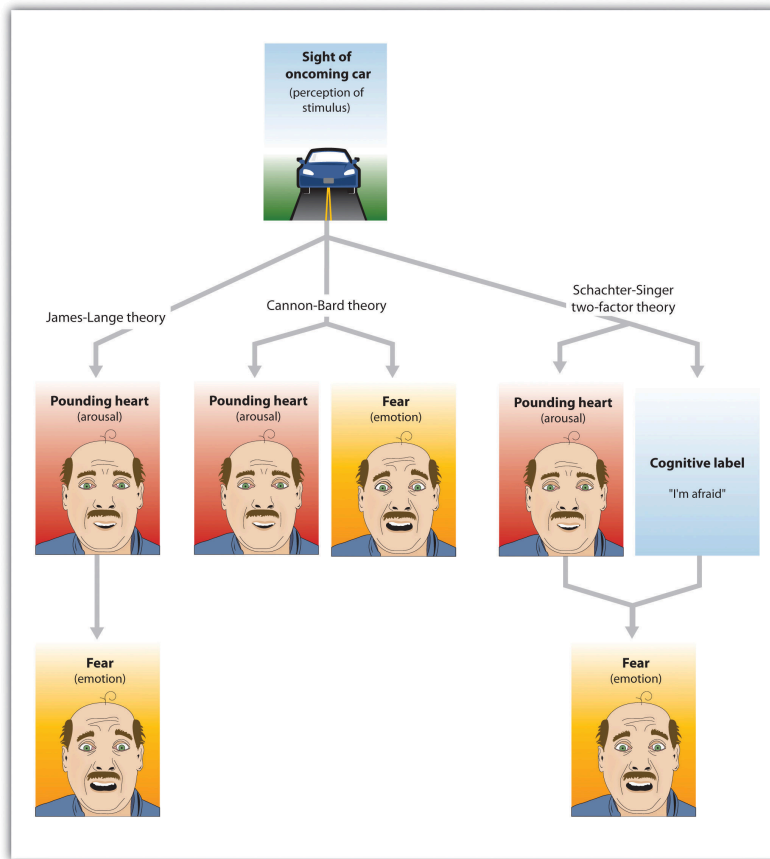 Sight of
oncoming car
(perception of
stimulus)
James-Lange theory
Cannon-Bard theory
Schachter-Singer
two-factor theory
Pounding heart
(arousal)
Pounding heart
(arousal)
Fear
(emotion)
Pounding heart
(arousal)
Cognitive label
"I'm afraid"
Fear
(emotion)
Fear
(emotion)